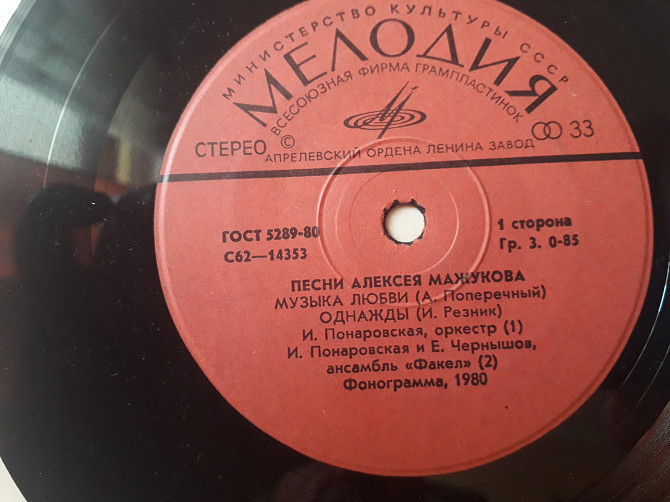 МИНИСТЕРСТВО КУЛЬТУРЫ СССР
МЕЛОДИЯ
ВСЕСОЮЗНАЯ ФИРМА ГРАМПЛАСТИНОК
СТЕРЕО © 33
АПРЕЛЕВСКИЙ ОРДЕНА ЛЕНИНА ЗАВОД
ГОСТ 5289-80 1 сторона
С62—14353 Гр. 3. 0-85
ПЕСНИ АЛЕКСЕЯ МАЖУКОВА
МУЗЫКА ЛЮБВИ (А. Поперечный)
ОДНАЖДЫ (И. Резник)
И. Понаровская, оркестр (1)
И. Понаровская и Е. Чернышов,
ансамбль «Факел» (2)
Фонограмма, 1980